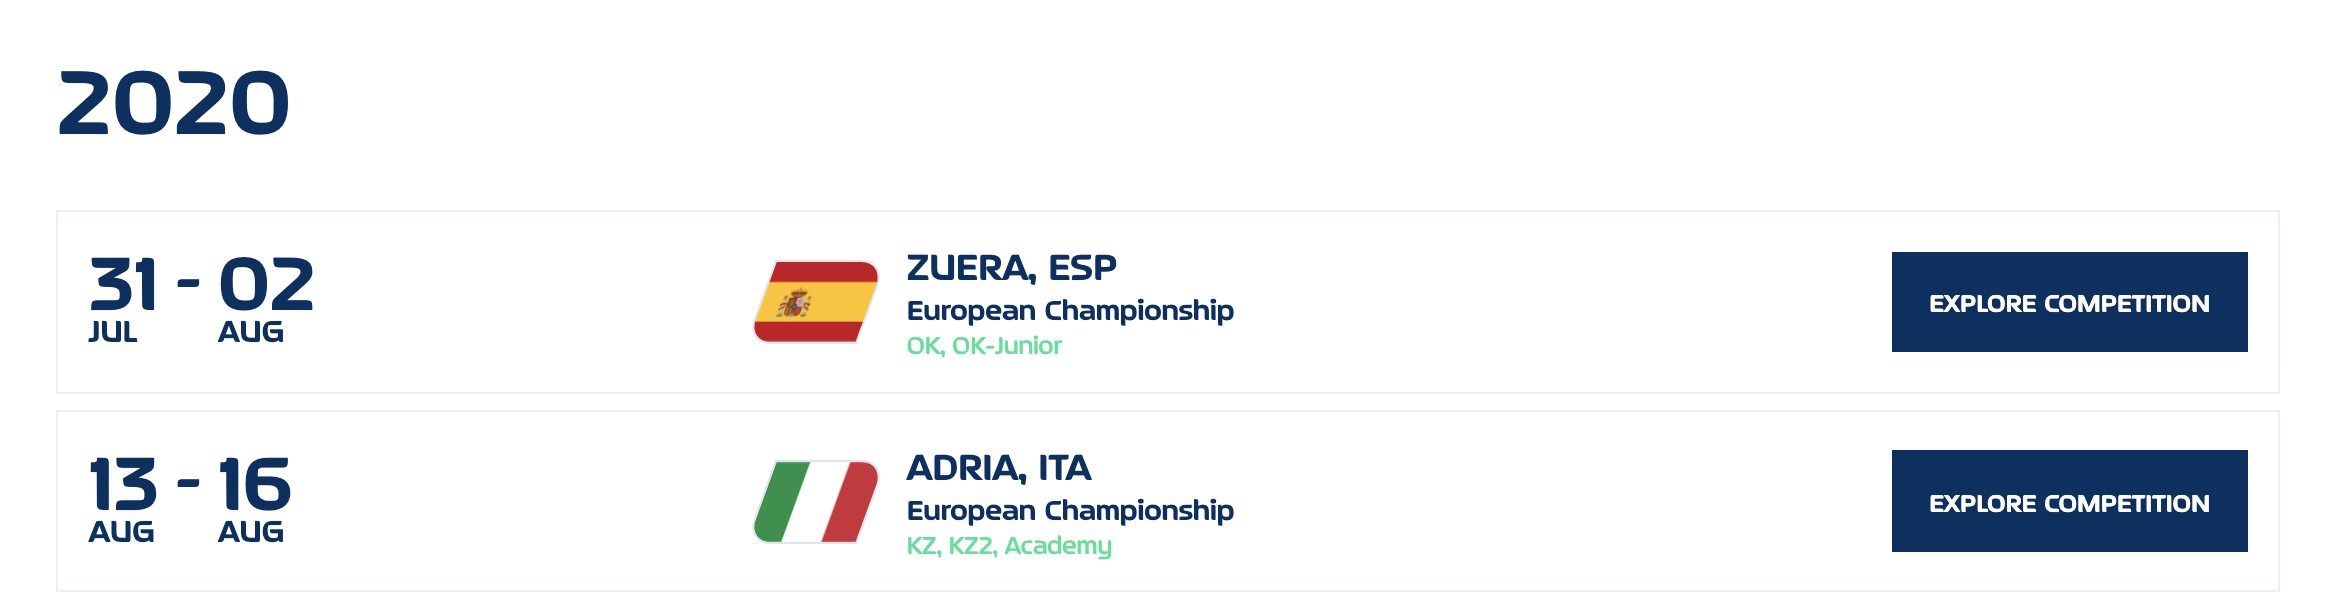 2020
31 - 02
JUL AUG
ZUERA, ESP
European Championship
OK, OK-Junior
EXPLORE COMPETITION
13 - 16
AUG AUG
ADRIA, ITA
European Championship
KZ, KZ2, Academy
EXPLORE COMPETITION